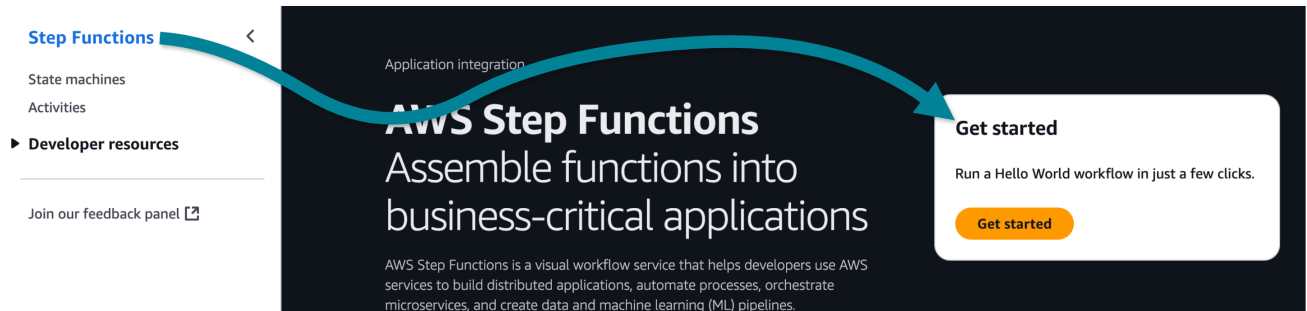 Step Functions
State machines
Activities
Developer resources
Join our feedback panel
Application integration
AWS Step Functions
Assemble functions into
business-critical applications
AWS Step Functions is a visual workflow service that helps developers use AWS
services to build distributed applications, automate processes, orchestrate
microservices, and create data and machine learning (ML) pipelines.
Get started
Run a Hello World workflow in just a few clicks.
Get started